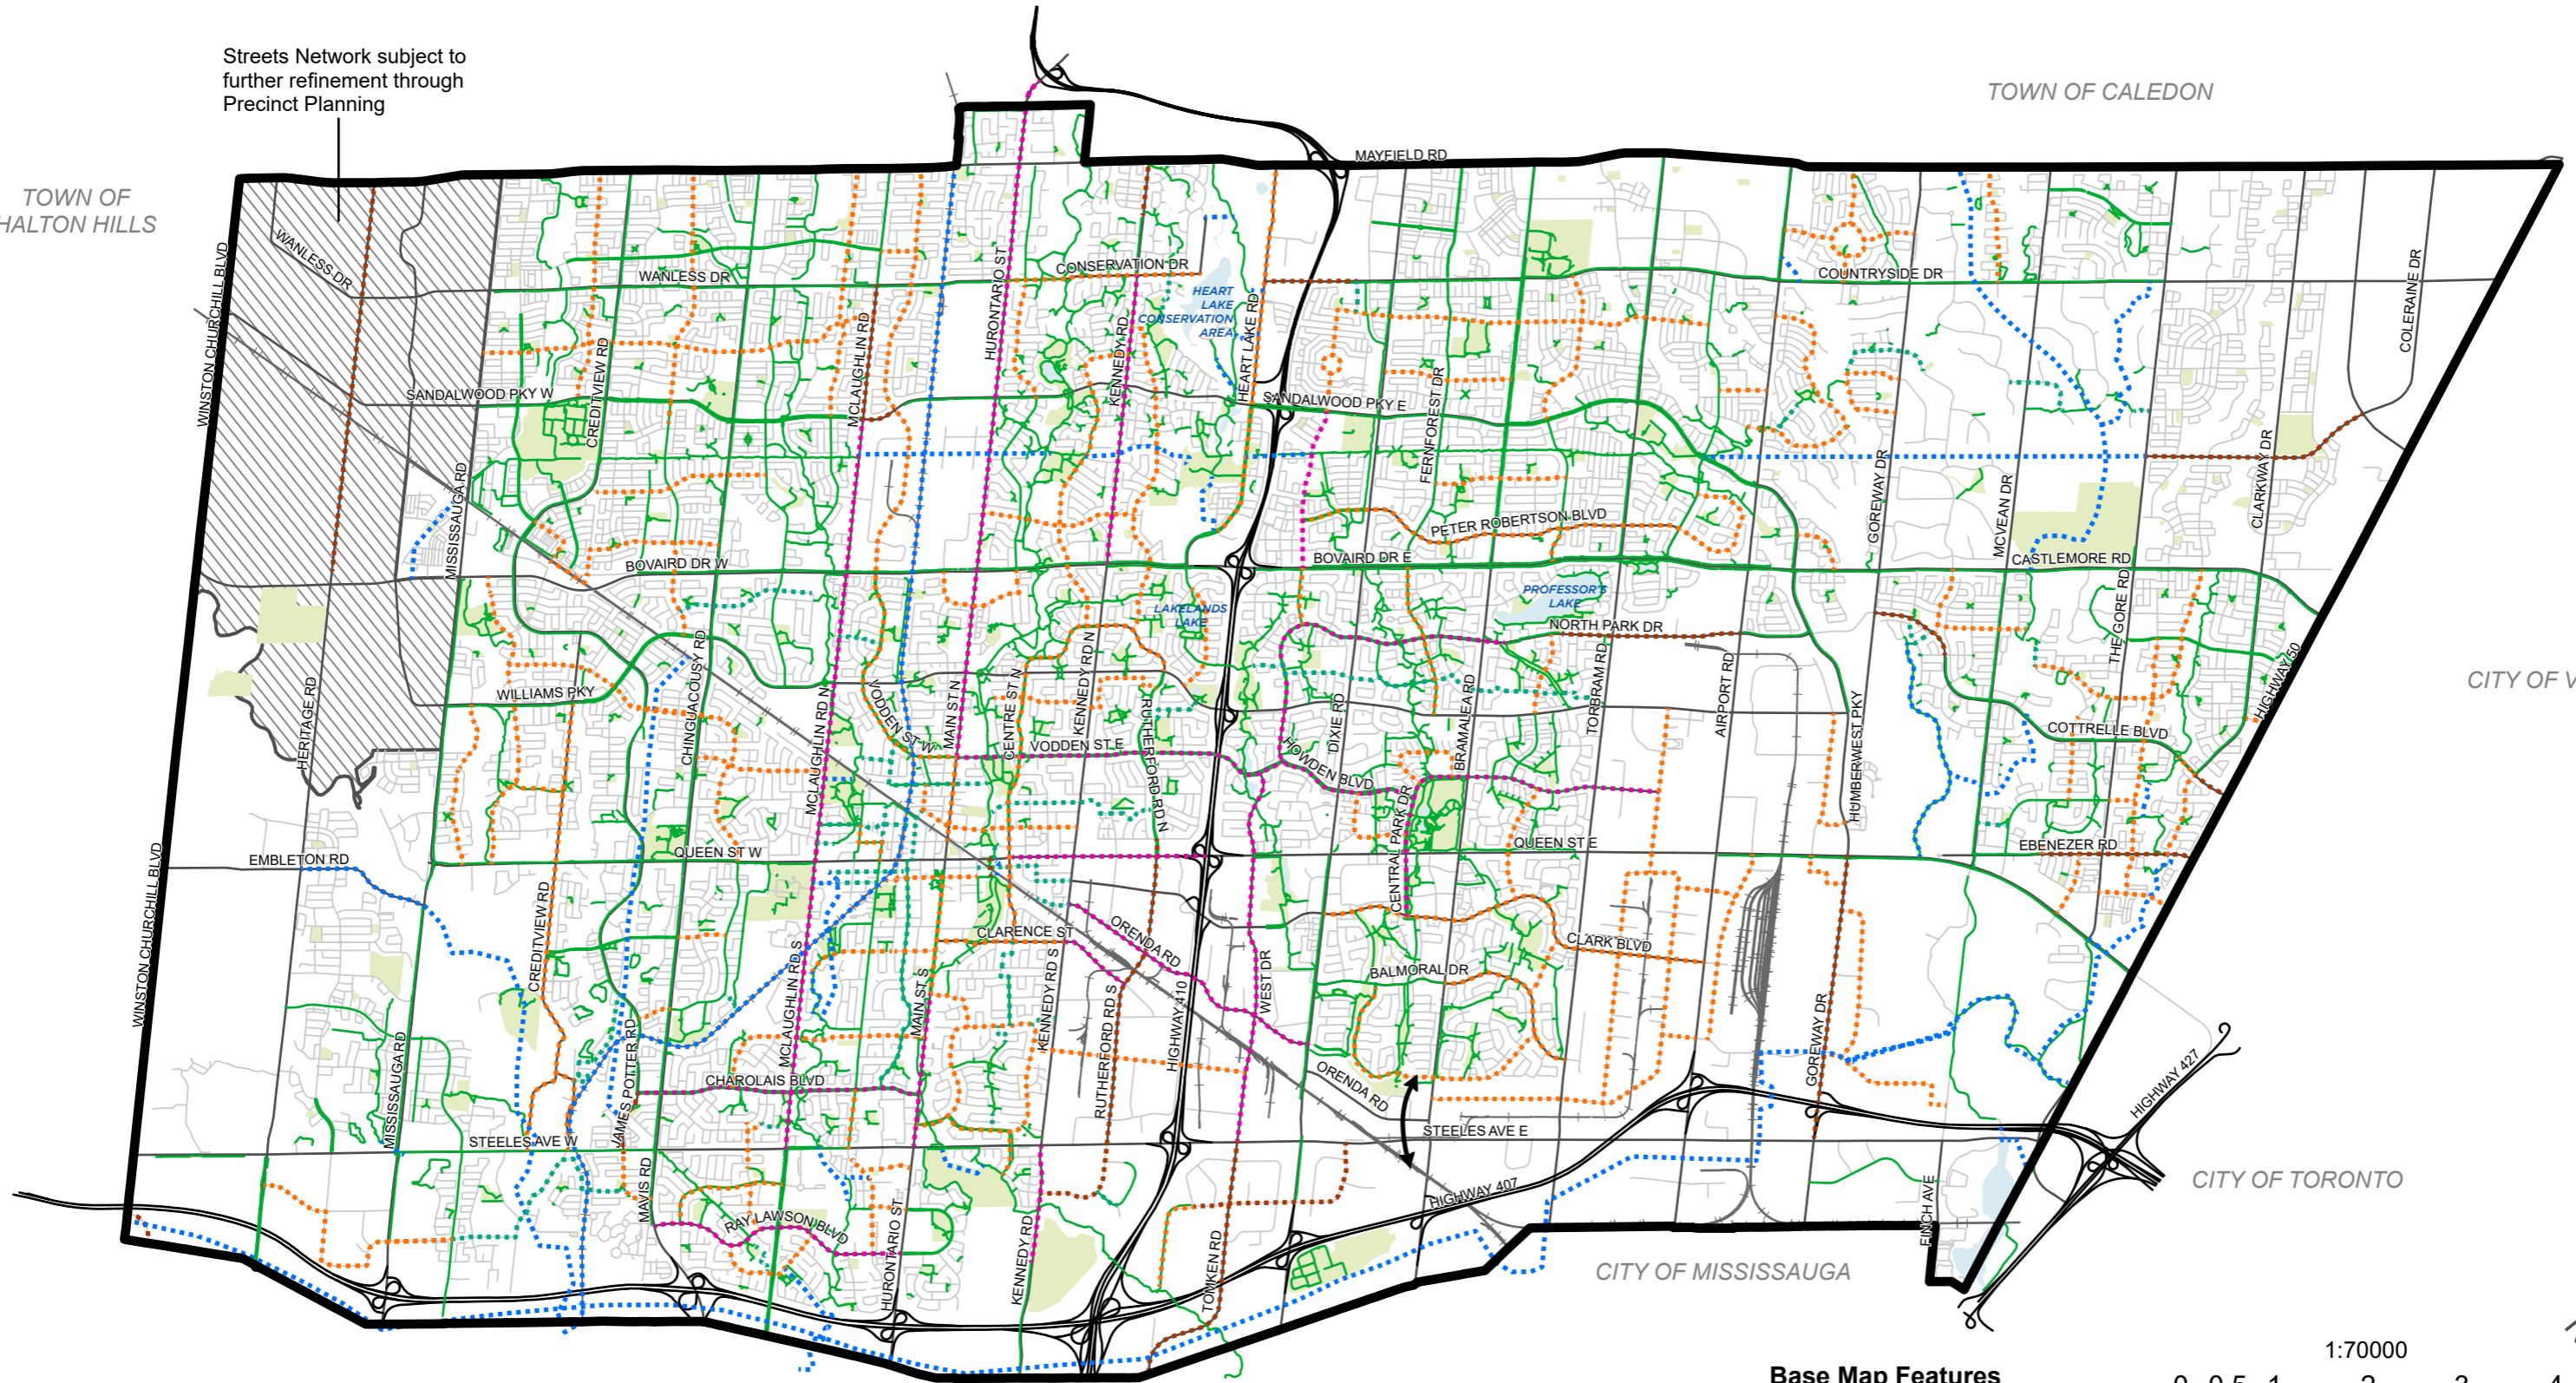 Streets Network subject to
further refinement through
Precinct Planning
TOWN OF CALEDON
TOWN OF
HALTON HILLS
MAYFIELD RD
WANLESS DR
WINSTON CHURCHILL BLVD
WANLESS DR
HURONTARIO ST
CONSERVATION DR
HEART
LAKE
CONSERVATION
AREA
HEART LAKE RD
COUNTRYSIDE DR
COLERAINE DR
CREDITVIEW RD
MCLAUGHLIN RD
KENNEDY RD
SANDALWOOD PKY W
SANDALWOOD PKY E
FERNFOREST DR
MISSISSAUGA RD
GOREWAY DR
MCVEAN DR
CLARKWAY DR
PETER ROBERTSON BLVD
BOVAIRD DR W
BOVAIRD DR E
CASTLEMORE RD
PROFESSOR'S
LAKE
LAKELANDS
LAKE
THE GORE RD
NORTH PARK DR
HERITAGE RD
WILLIAMS PKY
CHINGUACOUSY RD
MCLAUGHLIN RD N
VODDEN ST W
MAIN ST N
CENTRE ST N
KENNEDY RD N
RUTHERFORD RD N
VODDEN ST E
HOWDEN BLVD
DIXIE RD
BRAMALEA RD
TORBRAM RD
AIRPORT RD
HUMBERWEST PKY
COTTRELLE BLVD
HIGHWAY 50
CITY OF V
CENTRAL PARK DR
EMBLETON RD
QUEEN ST W
QUEEN ST E
EBENEZER RD
WINSTON CHURCHILL BLVD
CREDITVIEW RD
MCLAUGHLIN RD S
MAIN ST S
CLARENCE ST
ORENDA RD
KENNEDY RD S
RUTHERFORD RD S
HIGHWAY 410
WEST DR
CLARK BLVD
BALMORAL DR
GOREWAY DR
MISSISSAUGA RD
JAMES POTTER RD
CHAROLAIS BLVD
ORENDA RD
STEELES AVE W
STEELES AVE E
HIGHWAY 427
CITY OF TORONTO
MAVIS RD
RAY LAWSON BLVD
HURONTARIO ST
KENNEDY RD
TOMKEN RD
HIGHWAY 407
FINCH AVE
CITY OF MISSISSAUGA
1:70000
Base Map Features
0 0.5 1 2 3 4